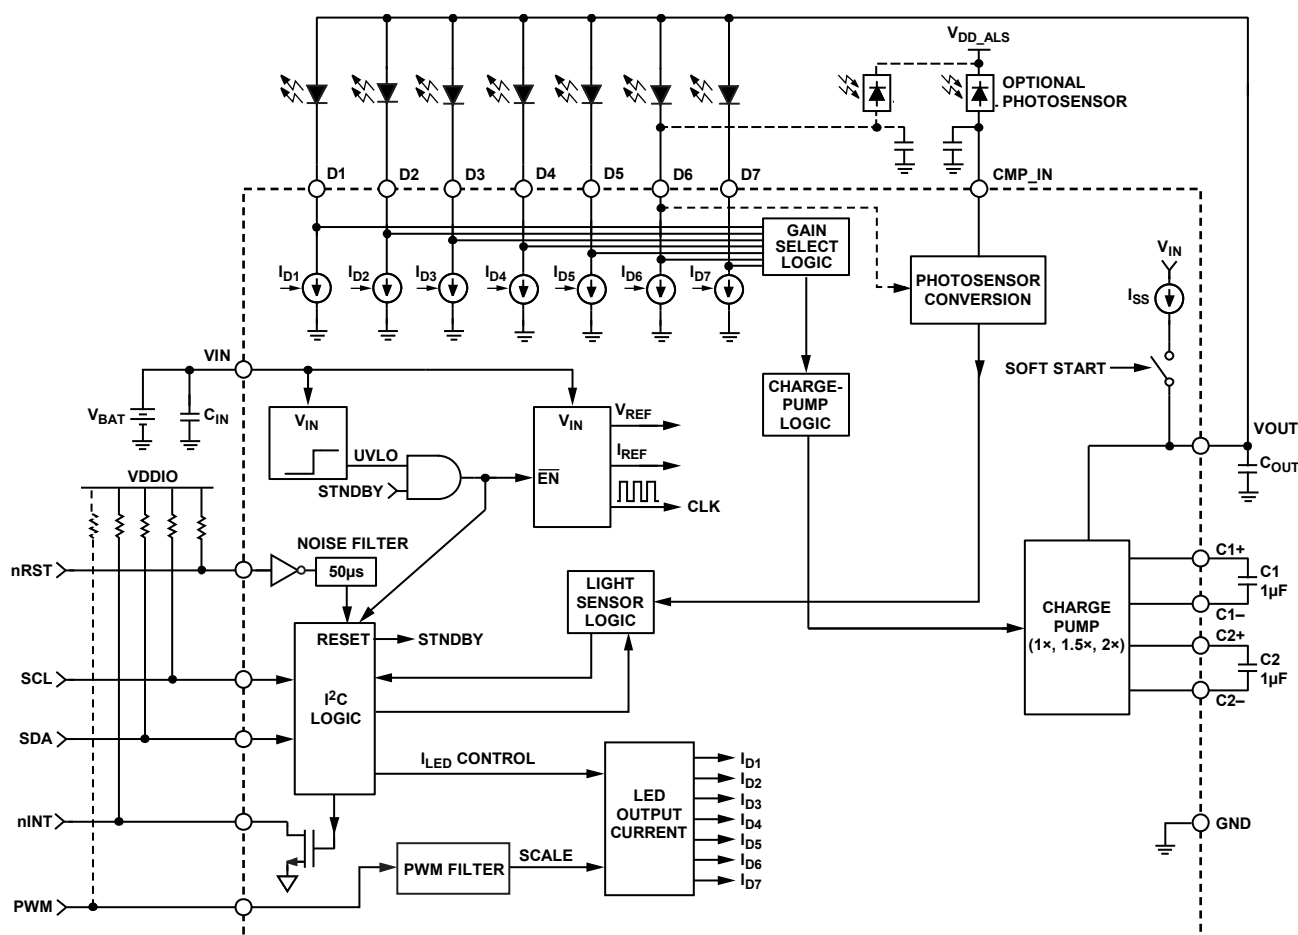 V_DD_ALS
OPTIONAL
PHOTOSENSOR
D1
D2
D3
D4
D5
D6
D7
CMP_IN
GAIN
SELECT
LOGIC
V_IN
I_D1
I_D2
I_D3
I_D4
I_D5
I_D6
I_D7
PHOTOSENSOR
CONVERSION
I_SS
VIN
SOFT START
CHARGE-
PUMP
LOGIC
V_BAT
C_IN
V_IN
V_IN
V_REF
VOUT
UVLO
I_REF
C_OUT
VDDIO
EN
STNDBY
CLK
NOISE FILTER
nRST
50µs
C1+
C1
1µF
LIGHT
SENSOR
LOGIC
CHARGE
PUMP
(1×, 1.5×, 2×)
C1–
RESET
STNDBY
C2+
C2
1µF
C2–
SCL
I²C
LOGIC
SDA
I_LED CONTROL
LED
OUTPUT
CURRENT
I_D1
I_D2
I_D3
I_D4
I_D5
I_D6
I_D7
nINT
GND
PWM FILTER
SCALE
PWM